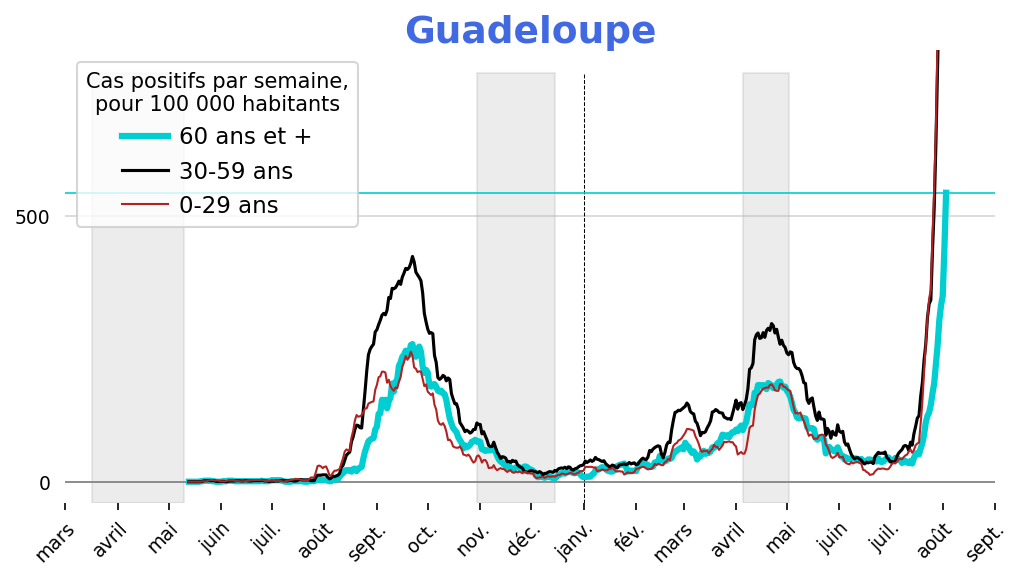 Guadeloupe
Cas positifs par semaine,
pour 100 000 habitants
60 ans et +
30-59 ans
0-29 ans
500
0
mars
avril
mai
juin
juil.
août
sept.
oct.
nov.
déc.
janv.
fév.
mars
avril
mai
juin
juil.
août
sept.